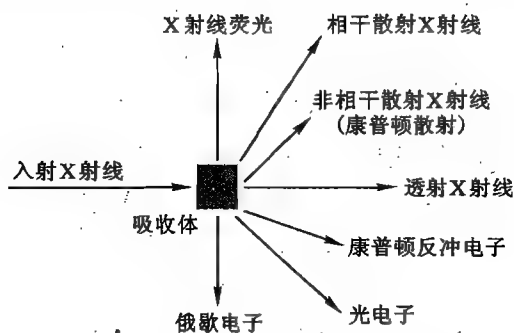 X射线荧光
相干散射X射线
非相干散射X射线
(康普顿散射)
入射X射线
透射X射线
吸收体
康普顿反冲电子
光电子
俄歇电子